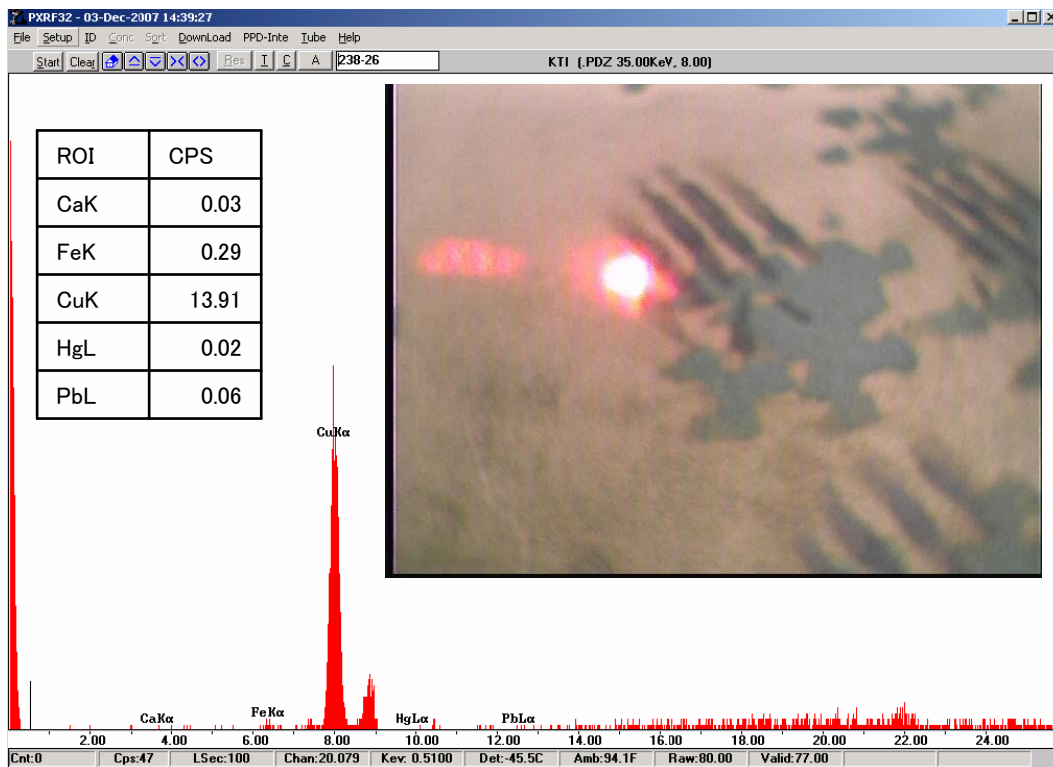 PXRF32 - 03-Dec-2007 14:39:27
File Setup ID Conc Sort DownLoad PPD-Inte Tube Help
Start Clear Res I C A 238-26 KTI (.PDZ 35.00KeV, 8.00)
ROI CPS
CaK 0.03
FeK 0.29
CuK 13.91
HgL 0.02
PbL 0.06
CuKα
CaKα FeKα HgLα PbLα
2.00 4.00 6.00 8.00 10.00 12.00 14.00 16.00 18.00 20.00 22.00 24.00
Cnt:0 Cps:47 LSec:100 Chan:20.079 Kev: 0.5100 Det:-45.5C Amb:94.1F Raw:80.00 Valid:77.00